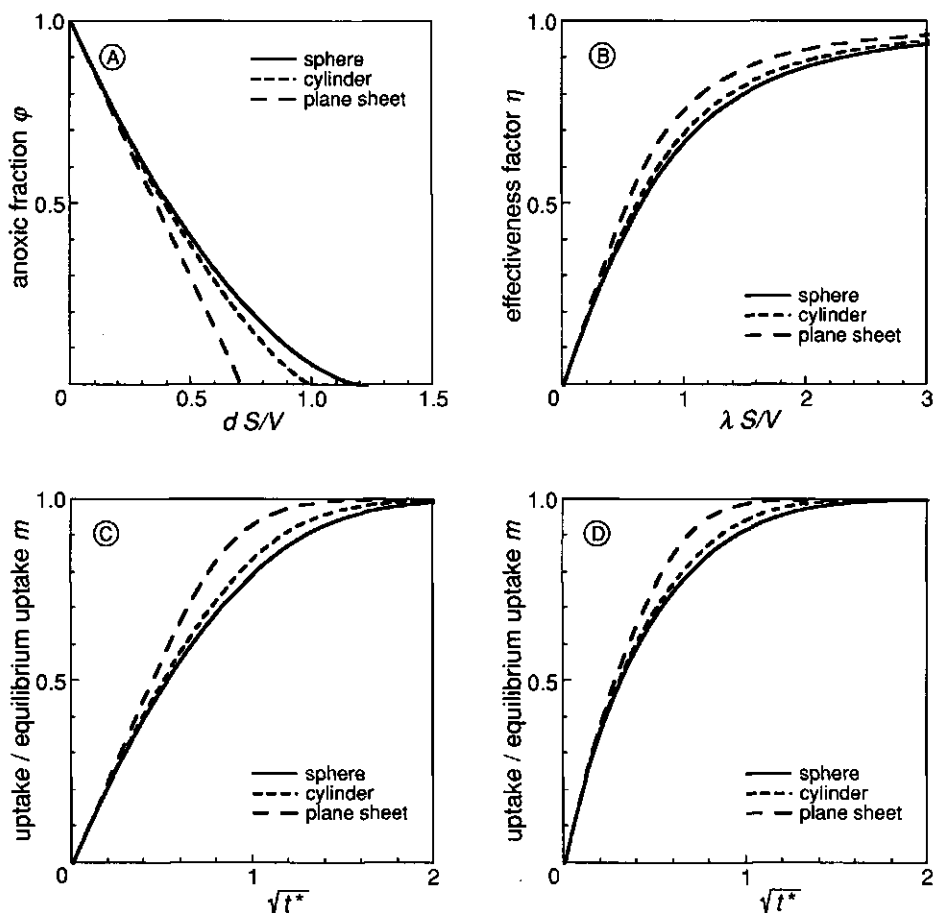 1.0
0.5
0
0.5
1.0
1.5
anoxic fraction φ
d S/V
A
sphere
cylinder
plane sheet
1.0
0.5
0
1
2
3
effectiveness factor η
λ S/V
B
sphere
cylinder
plane sheet
1.0
0.5
0
1
2
uptake / equilibrium uptake m
√t*
C
sphere
cylinder
plane sheet
1.0
0.5
0
1
2
uptake / equilibrium uptake m
√t*
D
sphere
cylinder
plane sheet